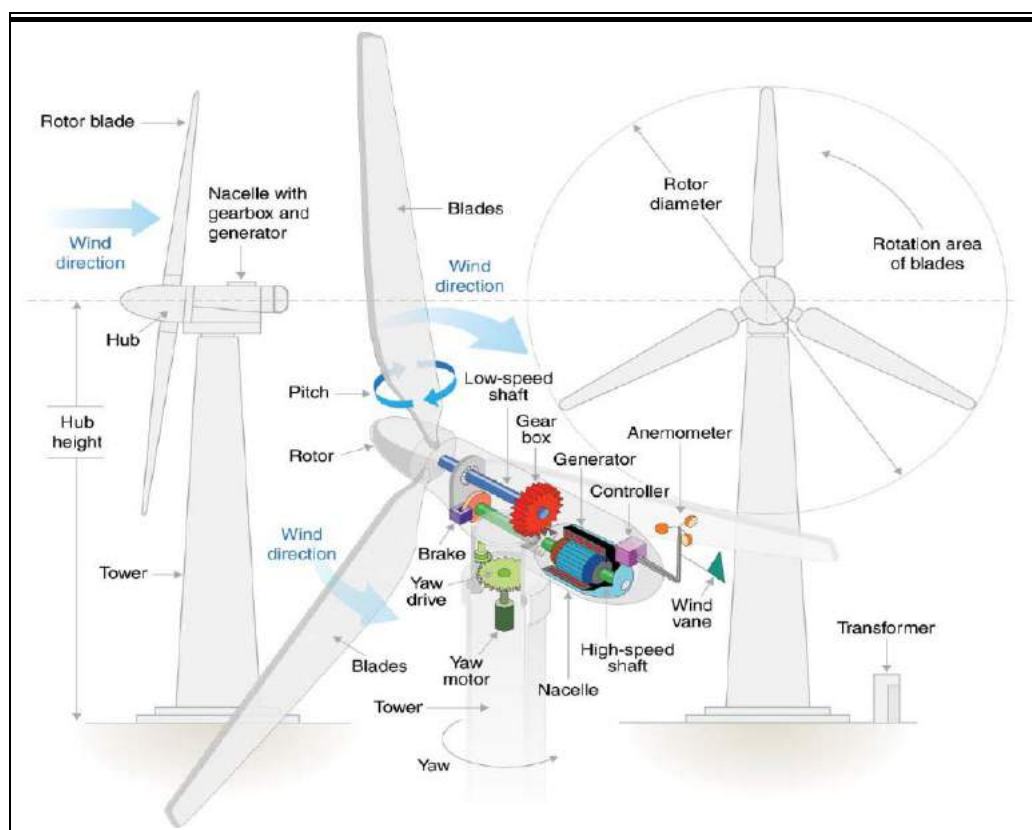 Rotor blade
Nacelle with
gearbox and
generator
Wind
direction
Hub
Hub
height
Tower
Blades
Wind
direction
Pitch
Low-speed
shaft
Gear
box
Rotor
Generator
Controller
Anemometer
Brake
Wind
direction
Yaw
drive
Yaw
motor
Blades
Tower
Yaw
High-speed
shaft
Nacelle
Wind
vane
Rotor
diameter
Rotation area
of blades
Transformer